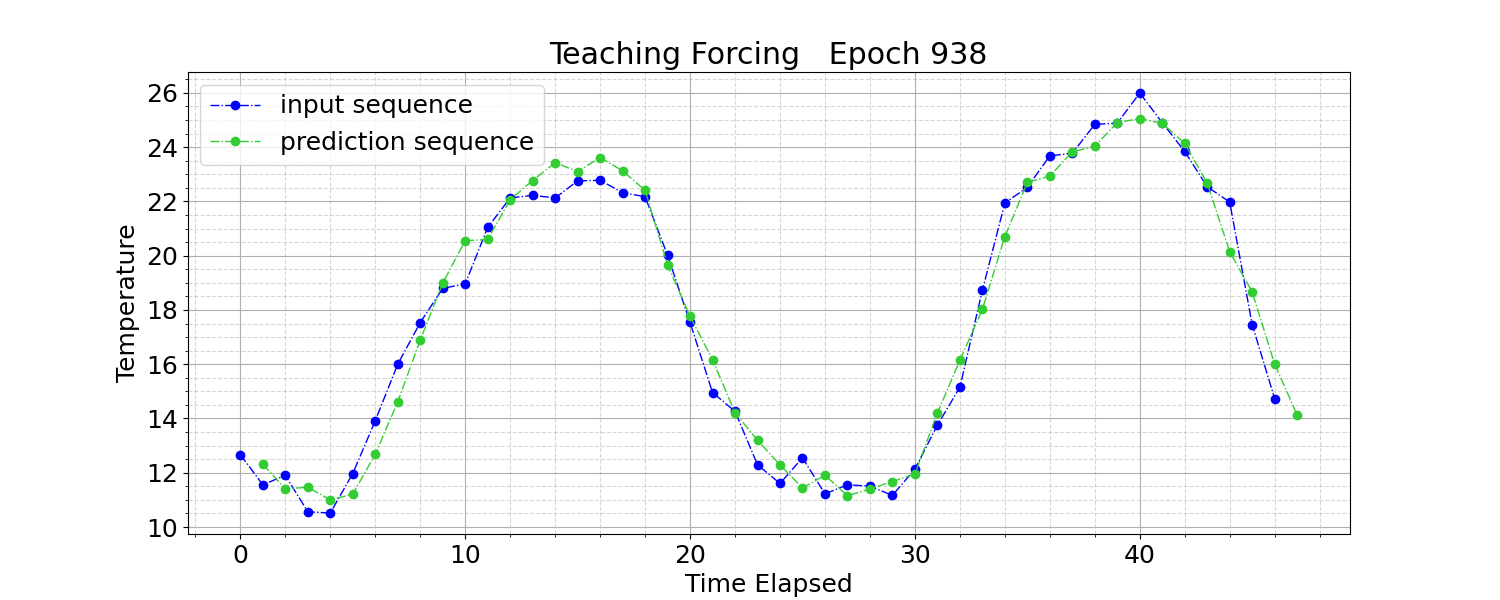 Teaching Forcing   Epoch 938
input sequence
prediction sequence
Temperature
26
24
22
20
18
16
14
12
10
0 10 20 30 40
Time Elapsed